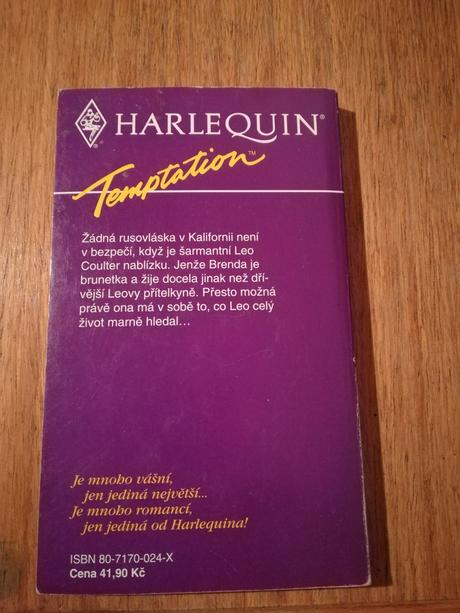 HARLEQUIN®
Temptation™
Žádná rusovláska v Kalifornii není
v bezpečí, když je šarmantní Leo
Coulter nablízku. Jenže Brenda je
brunetka a žije docela jinak než dří-
vější Leovy přítelkyně. Přesto možná
právě ona má v sobě to, co Leo celý
život marně hledal...
Je mnoho vášní,
jen jediná největší...
Je mnoho romancí,
jen jediná od Harlequina!
ISBN 80-7170-024-X
Cena 41,90 Kč